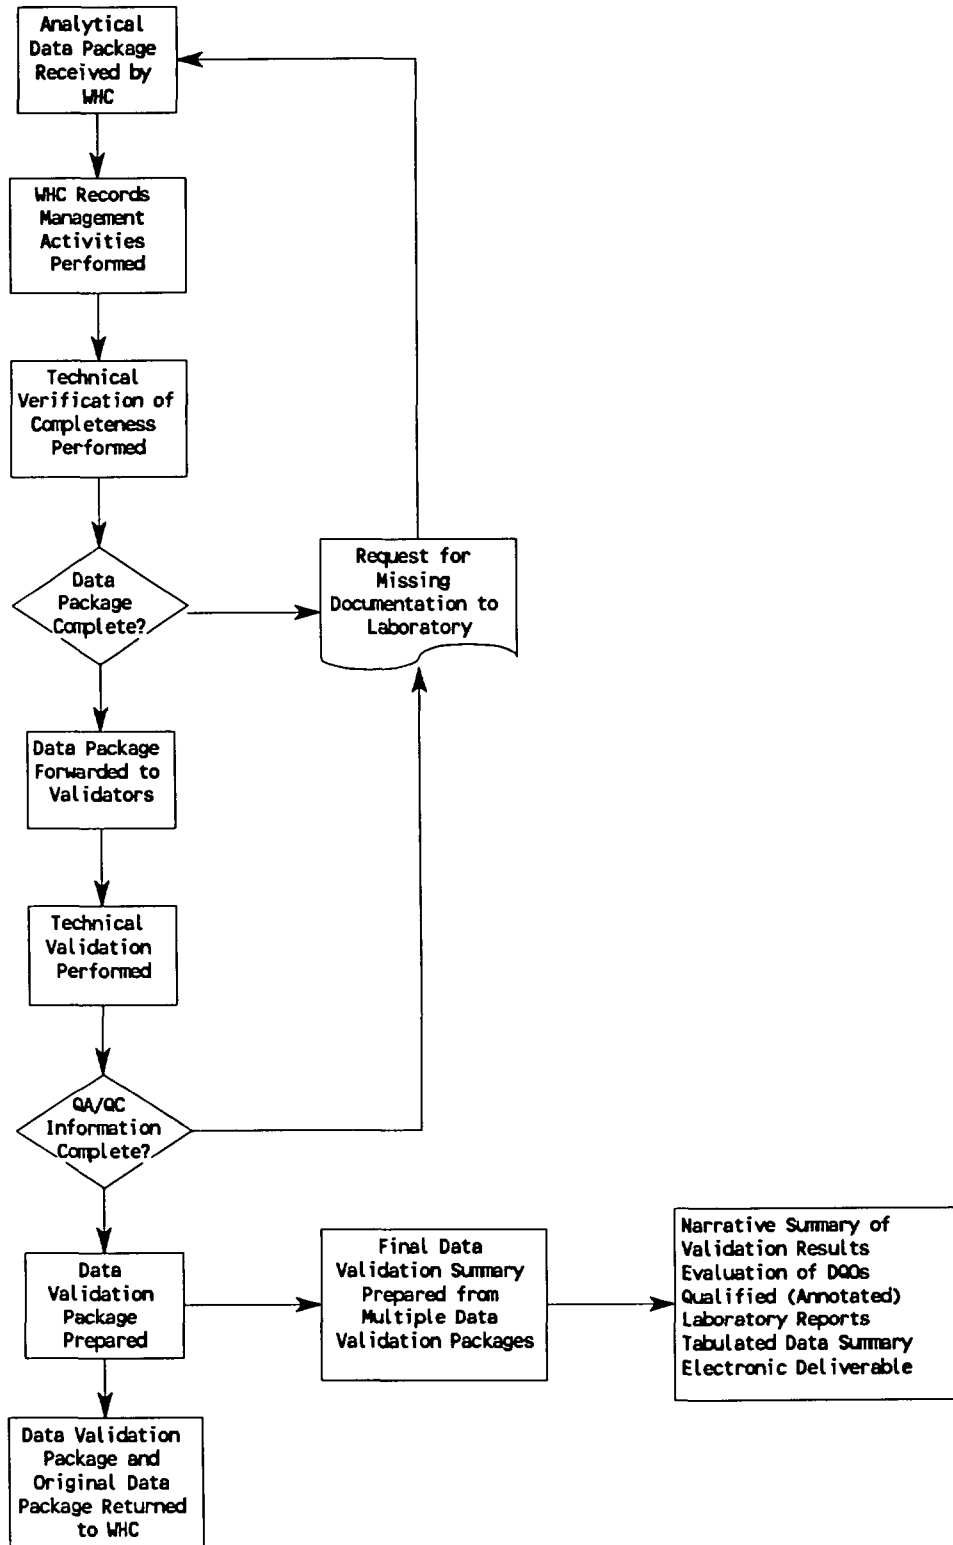 Analytical
Data Package
Received by
WHC
WHC Records
Management
Activities
Performed
Technical
Verification of
Completeness
Performed
Data
Package
Complete?
Request for
Missing
Documentation to
Laboratory
Data Package
Forwarded to
Validators
Technical
Validation
Performed
QA/QC
Information
Complete?
Data
Validation
Package
Prepared
Final Data
Validation Summary
Prepared from
Multiple Data
Validation Packages
Narrative Summary of
Validation Results
Evaluation of DQOs
Qualified (Annotated)
Laboratory Reports
Tabulated Data Summary
Electronic Deliverable
Data Validation
Package and
Original Data
Package Returned
to WHC